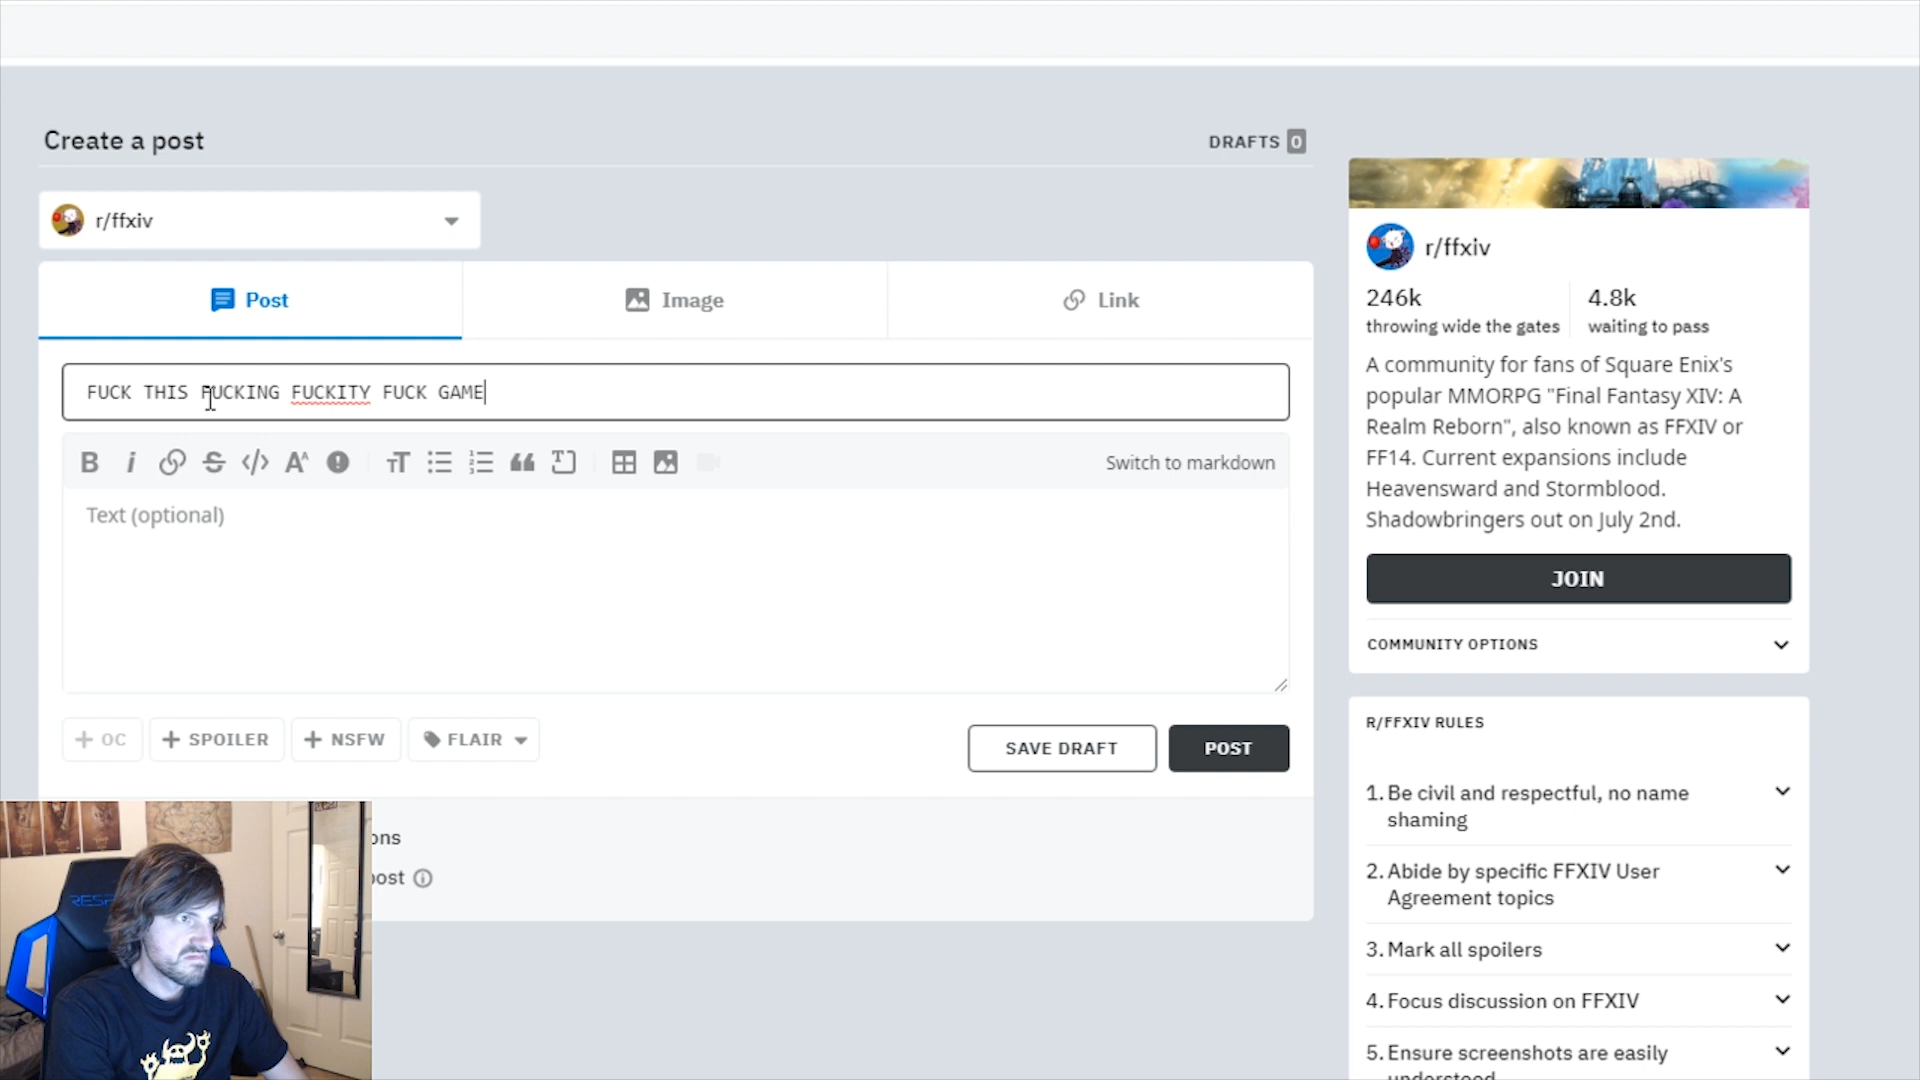 Create a post
DRAFTS 0
r/ffxiv
Post
Image
Link
FUCK THIS FUCKING FUCKITY FUCK GAME
Switch to markdown
Text (optional)
+ OC
+ SPOILER
+ NSFW
FLAIR
SAVE DRAFT
POST
ons
post
r/ffxiv
246k
throwing wide the gates
4.8k
waiting to pass
A community for fans of Square Enix's
popular MMORPG "Final Fantasy XIV: A
Realm Reborn", also known as FFXIV or
FF14. Current expansions include
Heavensward and Stormblood.
Shadowbringers out on July 2nd.
JOIN
COMMUNITY OPTIONS
R/FFXIV RULES
1. Be civil and respectful, no name
shaming
2. Abide by specific FFXIV User
Agreement topics
3. Mark all spoilers
4. Focus discussion on FFXIV
5. Ensure screenshots are easily
understood